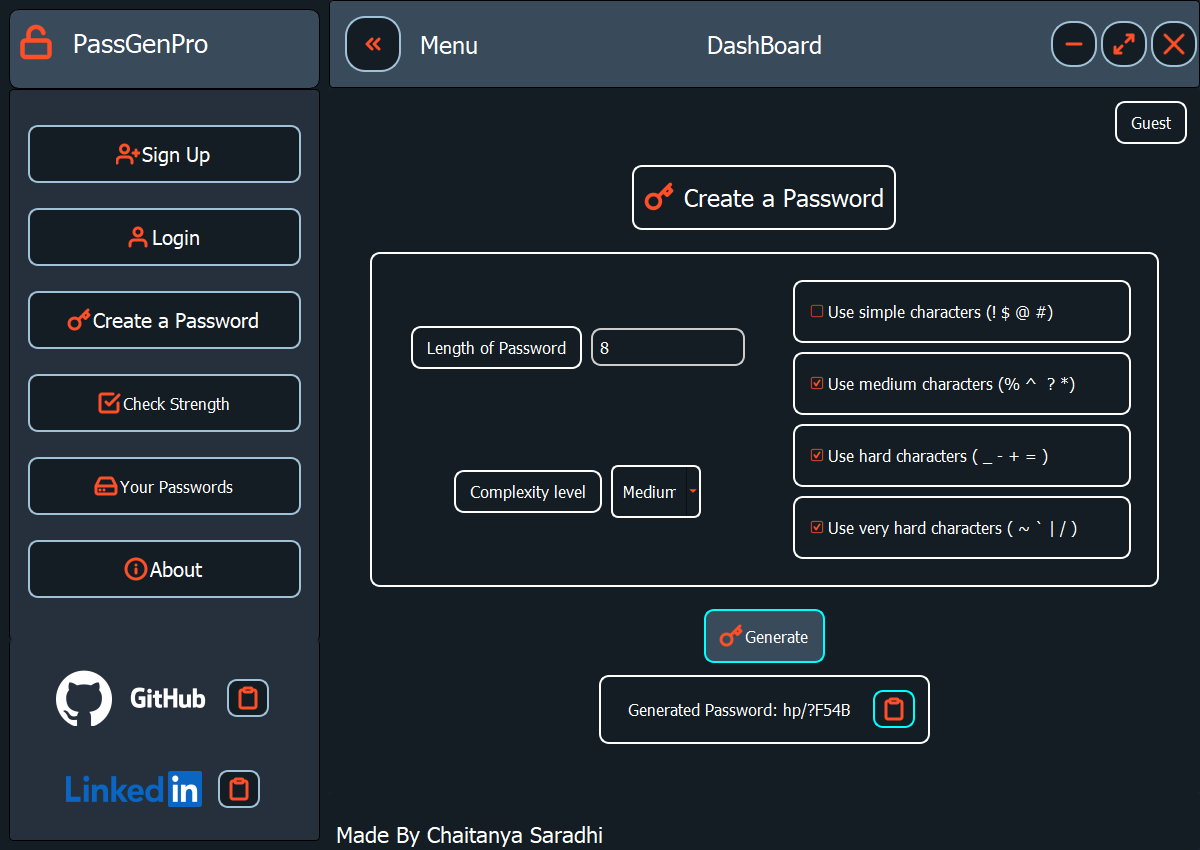 PassGenPro
Menu
DashBoard
Guest
Sign Up
Login
Create a Password
Check Strength
Your Passwords
About
GitHub
Linkedin
Create a Password
Length of Password
8
Complexity level
Medium
Use simple characters (! $ @ #)
Use medium characters (% ^ ? *)
Use hard characters ( _ - + = )
Use very hard characters ( ~ ` | / )
Generate
Generated Password: hp/?F54B
Made By Chaitanya Saradhi